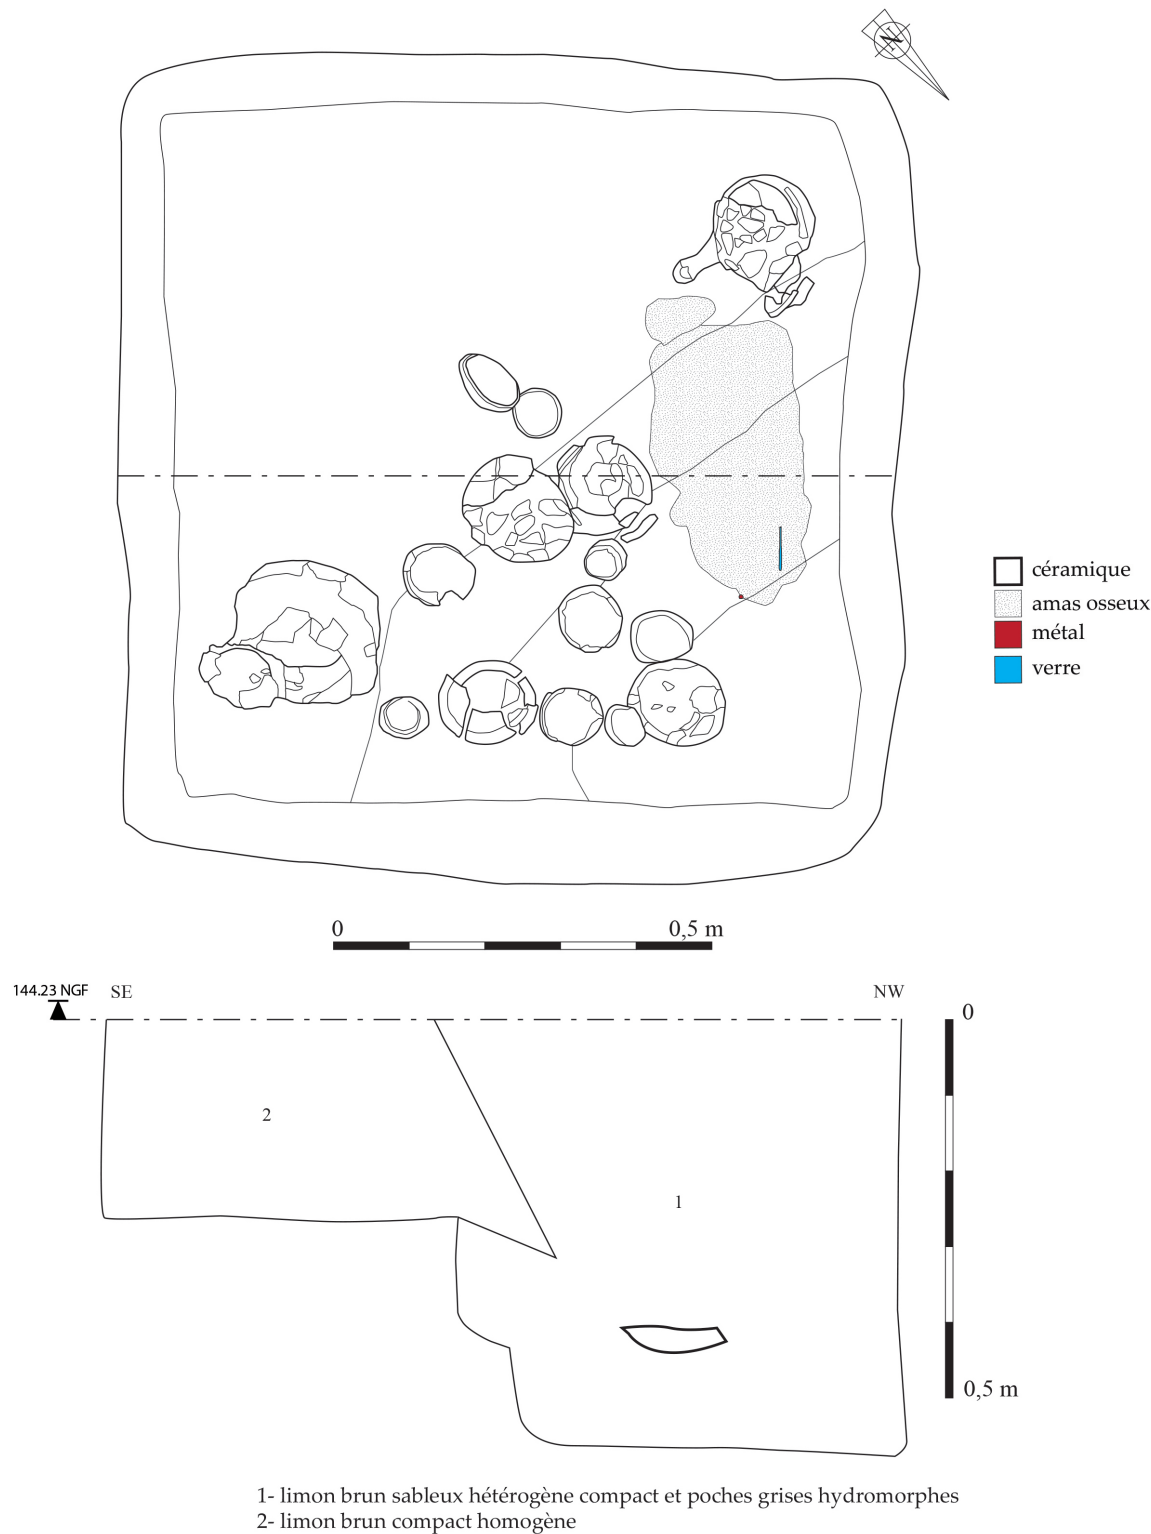 N
céramique
amas osseux
métal
verre
0 0,5 m
144.23 NGF SE NW
0
2
1
0,5 m
1- limon brun sableux hétérogène compact et poches grises hydromorphes
2- limon brun compact homogène